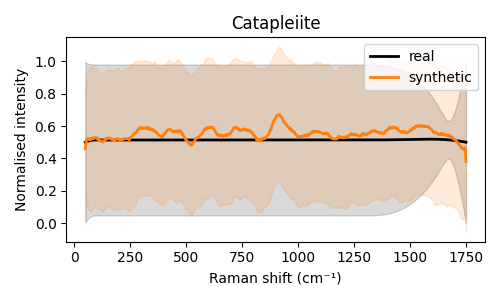 Catapleiite
real
synthetic
Normalised intensity
1.0
0.8
0.6
0.4
0.2
0.0
0 250 500 750 1000 1250 1500 1750
Raman shift (cm⁻¹)